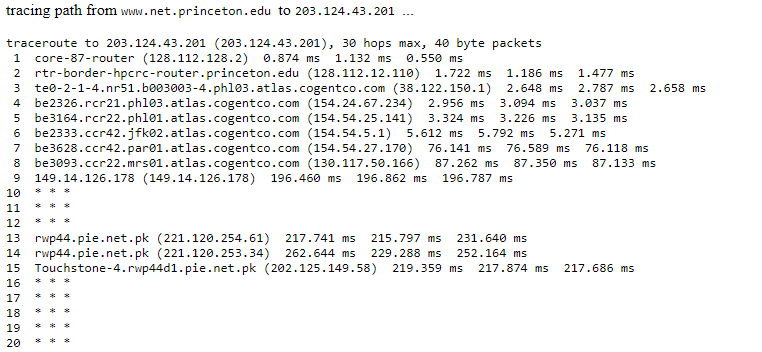 tracing path from www.net.princeton.edu to 203.124.43.201 ...
traceroute to 203.124.43.201 (203.124.43.201), 30 hops max, 40 byte packets
1 core-87-router (128.112.128.2) 0.874 ms 1.132 ms 0.550 ms
2 rtr-border-hpcrc-router.princeton.edu (128.112.12.110) 1.722 ms 1.186 ms 1.477 ms
3 te0-2-1-4.nr51.b003003-4.phl03.atlas.cogentco.com (38.122.150.1) 2.648 ms 2.787 ms 2.658 ms
4 be2326.rcr21.phl03.atlas.cogentco.com (154.24.67.234) 2.956 ms 3.094 ms 3.037 ms
5 be3164.rcr22.phl01.atlas.cogentco.com (154.54.25.141) 3.324 ms 3.226 ms 3.135 ms
6 be2333.ccr42.jfk02.atlas.cogentco.com (154.54.5.1) 5.612 ms 5.792 ms 5.271 ms
7 be3628.ccr42.par01.atlas.cogentco.com (154.54.27.170) 76.141 ms 76.589 ms 76.118 ms
8 be3093.ccr22.mrs01.atlas.cogentco.com (130.117.50.166) 87.262 ms 87.350 ms 87.133 ms
9 149.14.126.178 (149.14.126.178) 196.460 ms 196.862 ms 196.787 ms
10 * * *
11 * * *
12 * * *
13 rwp44.pie.net.pk (221.120.254.61) 217.741 ms 215.797 ms 231.640 ms
14 rwp44.pie.net.pk (221.120.253.34) 262.644 ms 229.288 ms 252.164 ms
15 Touchstone-4.rwp44d1.pie.net.pk (202.125.149.58) 219.359 ms 217.874 ms 217.686 ms
16 * * *
17 * * *
18 * * *
19 * * *
20 * * *